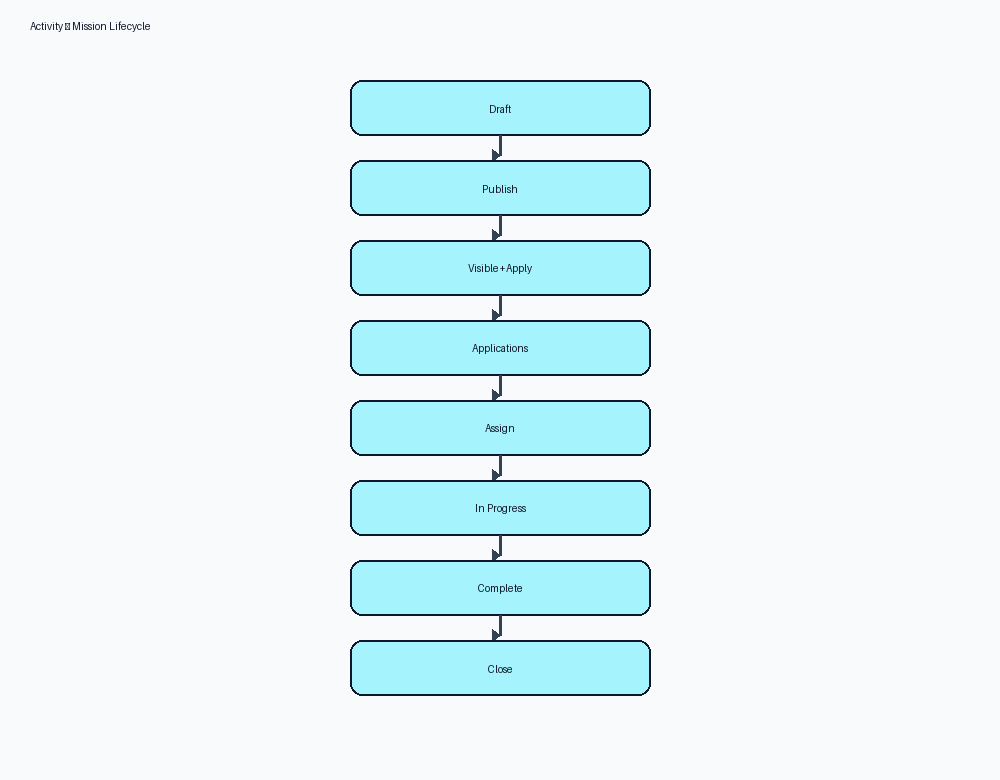 Activity Mission Lifecycle
Draft
Publish
Visible+Apply
Applications
Assign
In Progress
Complete
Close